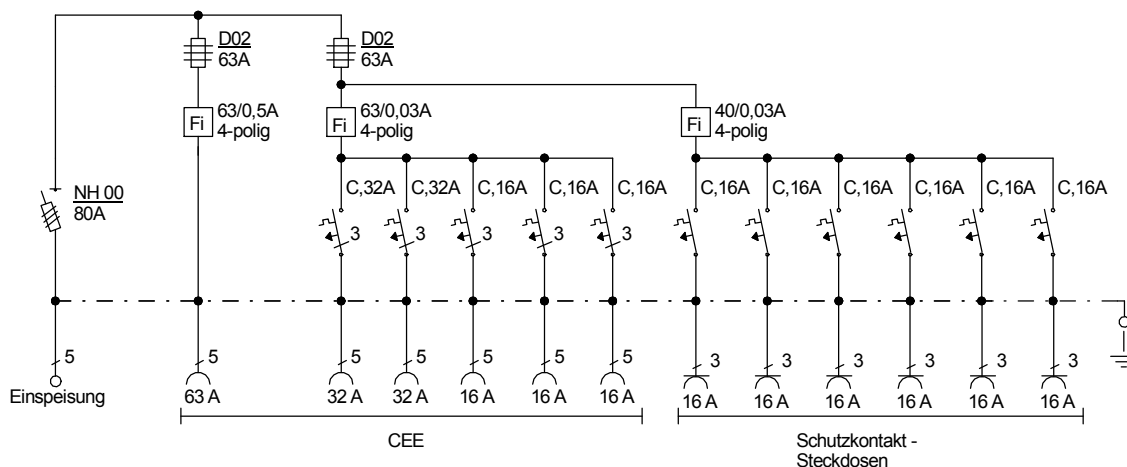 D02
63A
D02
63A
63/0,5A
4-polig
Fi
63/0,03A
4-polig
Fi
40/0,03A
4-polig
Fi
NH 00
80A
C,32A
C,32A
C,16A
C,16A
C,16A
C,16A
C,16A
C,16A
C,16A
C,16A
C,16A
3
3
3
3
3
5
5
5
5
5
5
5
3
3
3
3
3
3
Einspeisung
63 A
32 A
32 A
16 A
16 A
16 A
16 A
16 A
16 A
16 A
16 A
16 A
CEE
Schutzkontakt -
Steckdosen